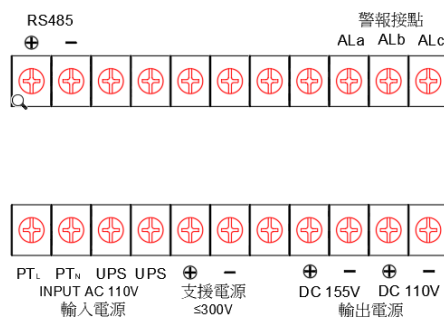 RS485 警報接點
⊕ − ALa ALb ALc
PTL PTN UPS UPS ⊕ − ⊕ − ⊕ −
INPUT AC 110V 支援電源 DC 155V DC 110V
輸入電源 ≤300V 輸出電源